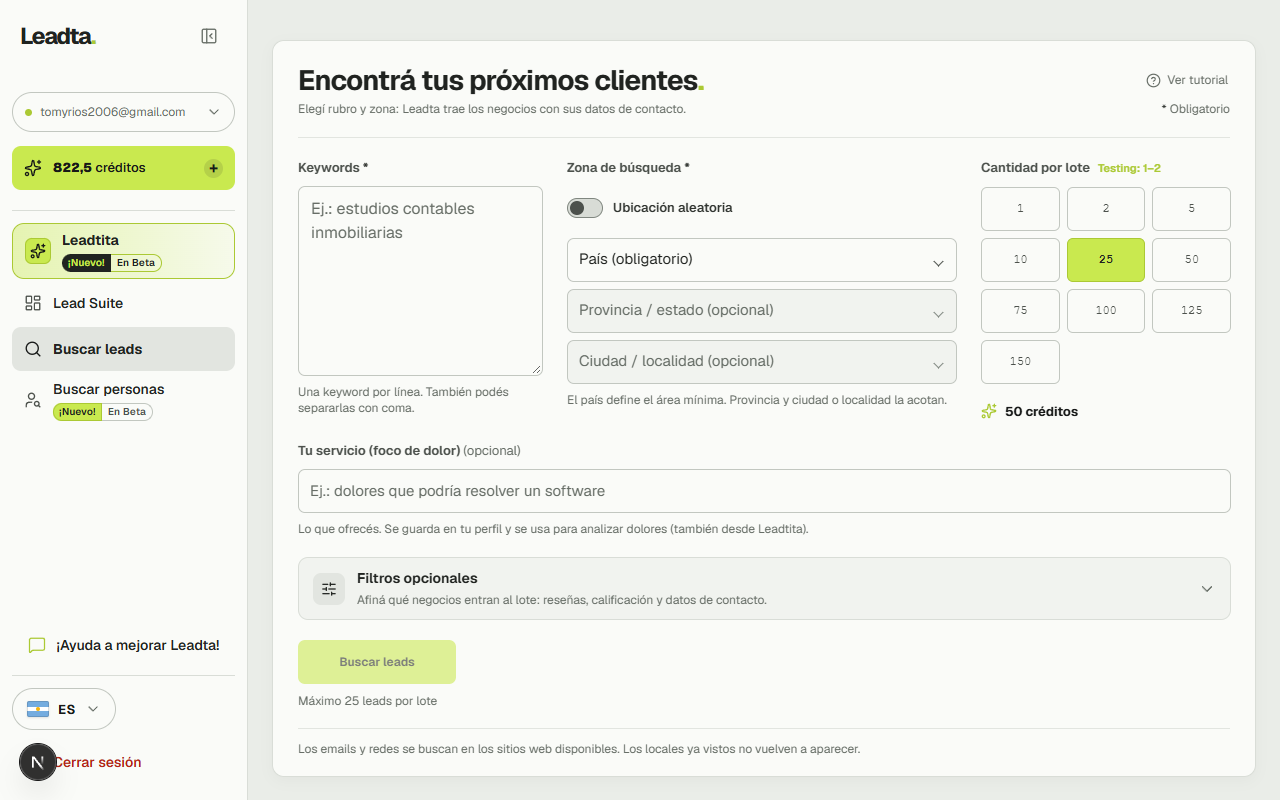 Leadta.
tomyrios2006@gmail.com
822,5 créditos
+
Leadtita
¡Nuevo! En Beta
Lead Suite
Buscar leads
Buscar personas
¡Nuevo! En Beta
¡Ayuda a mejorar Leadta!
ES
N
Cerrar sesión
Encontrá tus próximos clientes.
Elegí rubro y zona: Leadta trae los negocios con sus datos de contacto.
Ver tutorial
* Obligatorio
Keywords *
Ej.: estudios contables
inmobiliarias
Una keyword por línea. También podés
separarlas con coma.
Zona de búsqueda *
Ubicación aleatoria
País (obligatorio)
Provincia / estado (opcional)
Ciudad / localidad (opcional)
El país define el área mínima. Provincia y ciudad o localidad la acotan.
Cantidad por lote Testing: 1–2
1 2 5
10 25 50
75 100 125
150
50 créditos
Tu servicio (foco de dolor) (opcional)
Ej.: dolores que podría resolver un software
Lo que ofrecés. Se guarda en tu perfil y se usa para analizar dolores (también desde Leadtita).
Filtros opcionales
Afiná qué negocios entran al lote: reseñas, calificación y datos de contacto.
Buscar leads
Máximo 25 leads por lote
Los emails y redes se buscan en los sitios web disponibles. Los locales ya vistos no vuelven a aparecer.